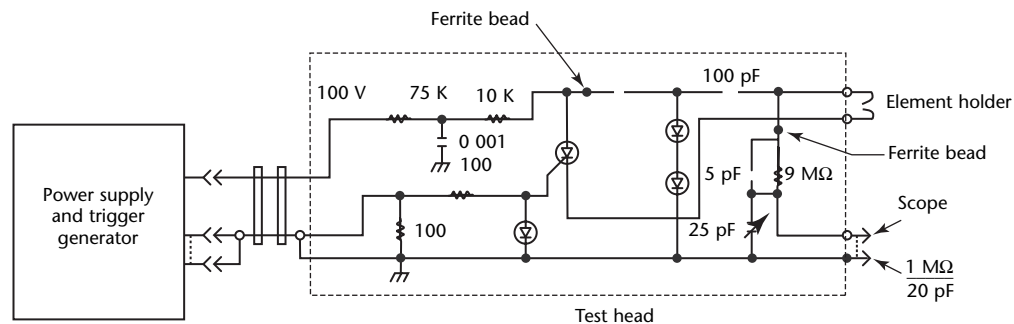 Ferrite bead
100 V
75 K
10 K
100 pF
Element holder
0 001
100
Ferrite bead
5 pF
9 MΩ
Power supply
and trigger
generator
Scope
100
25 pF
1 MΩ
20 pF
Test head